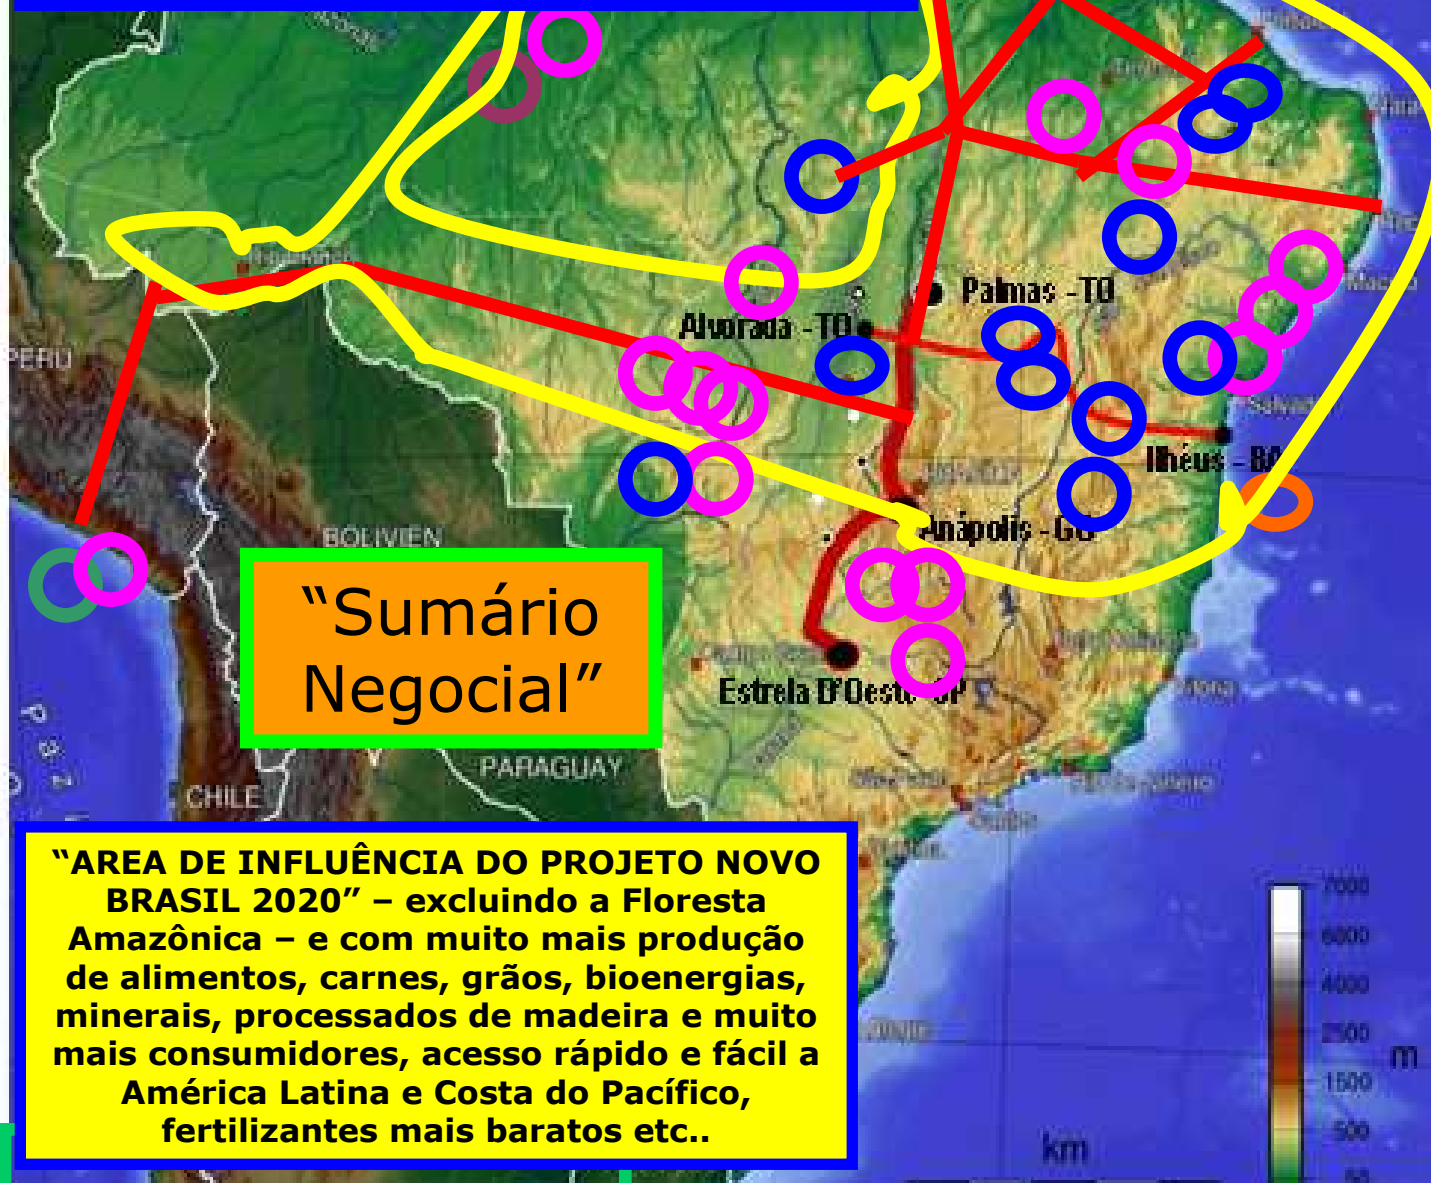 Palmas - TO
Alvorada - TO
PERU
Ilhéus - BA
BOLIVIEN
Anápolis - GO
“Sumário
Negocial”
Estrela D'Oeste-SP
PARAGUAY
CHILE
“AREA DE INFLUÊNCIA DO PROJETO NOVO
BRASIL 2020” – excluindo a Floresta
Amazônica – e com muito mais produção
de alimentos, carnes, grãos, bioenergias,
minerais, processados de madeira e muito
mais consumidores, acesso rápido e fácil a
América Latina e Costa do Pacífico,
fertilizantes mais baratos etc..
7000
6000
4000
2500
m
1500
500
50
km